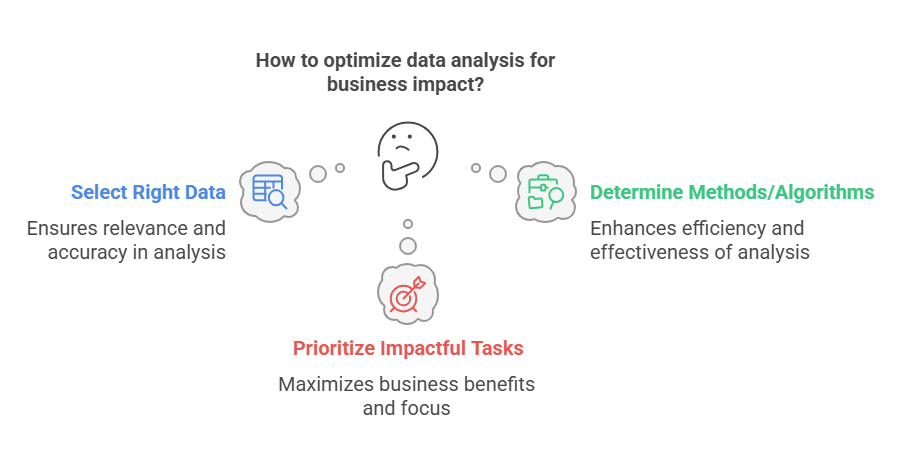 How to optimize data analysis for
business impact?
Select Right Data
Ensures relevance and
accuracy in analysis
Determine Methods/Algorithms
Enhances efficiency and
effectiveness of analysis
Prioritize Impactful Tasks
Maximizes business benefits
and focus